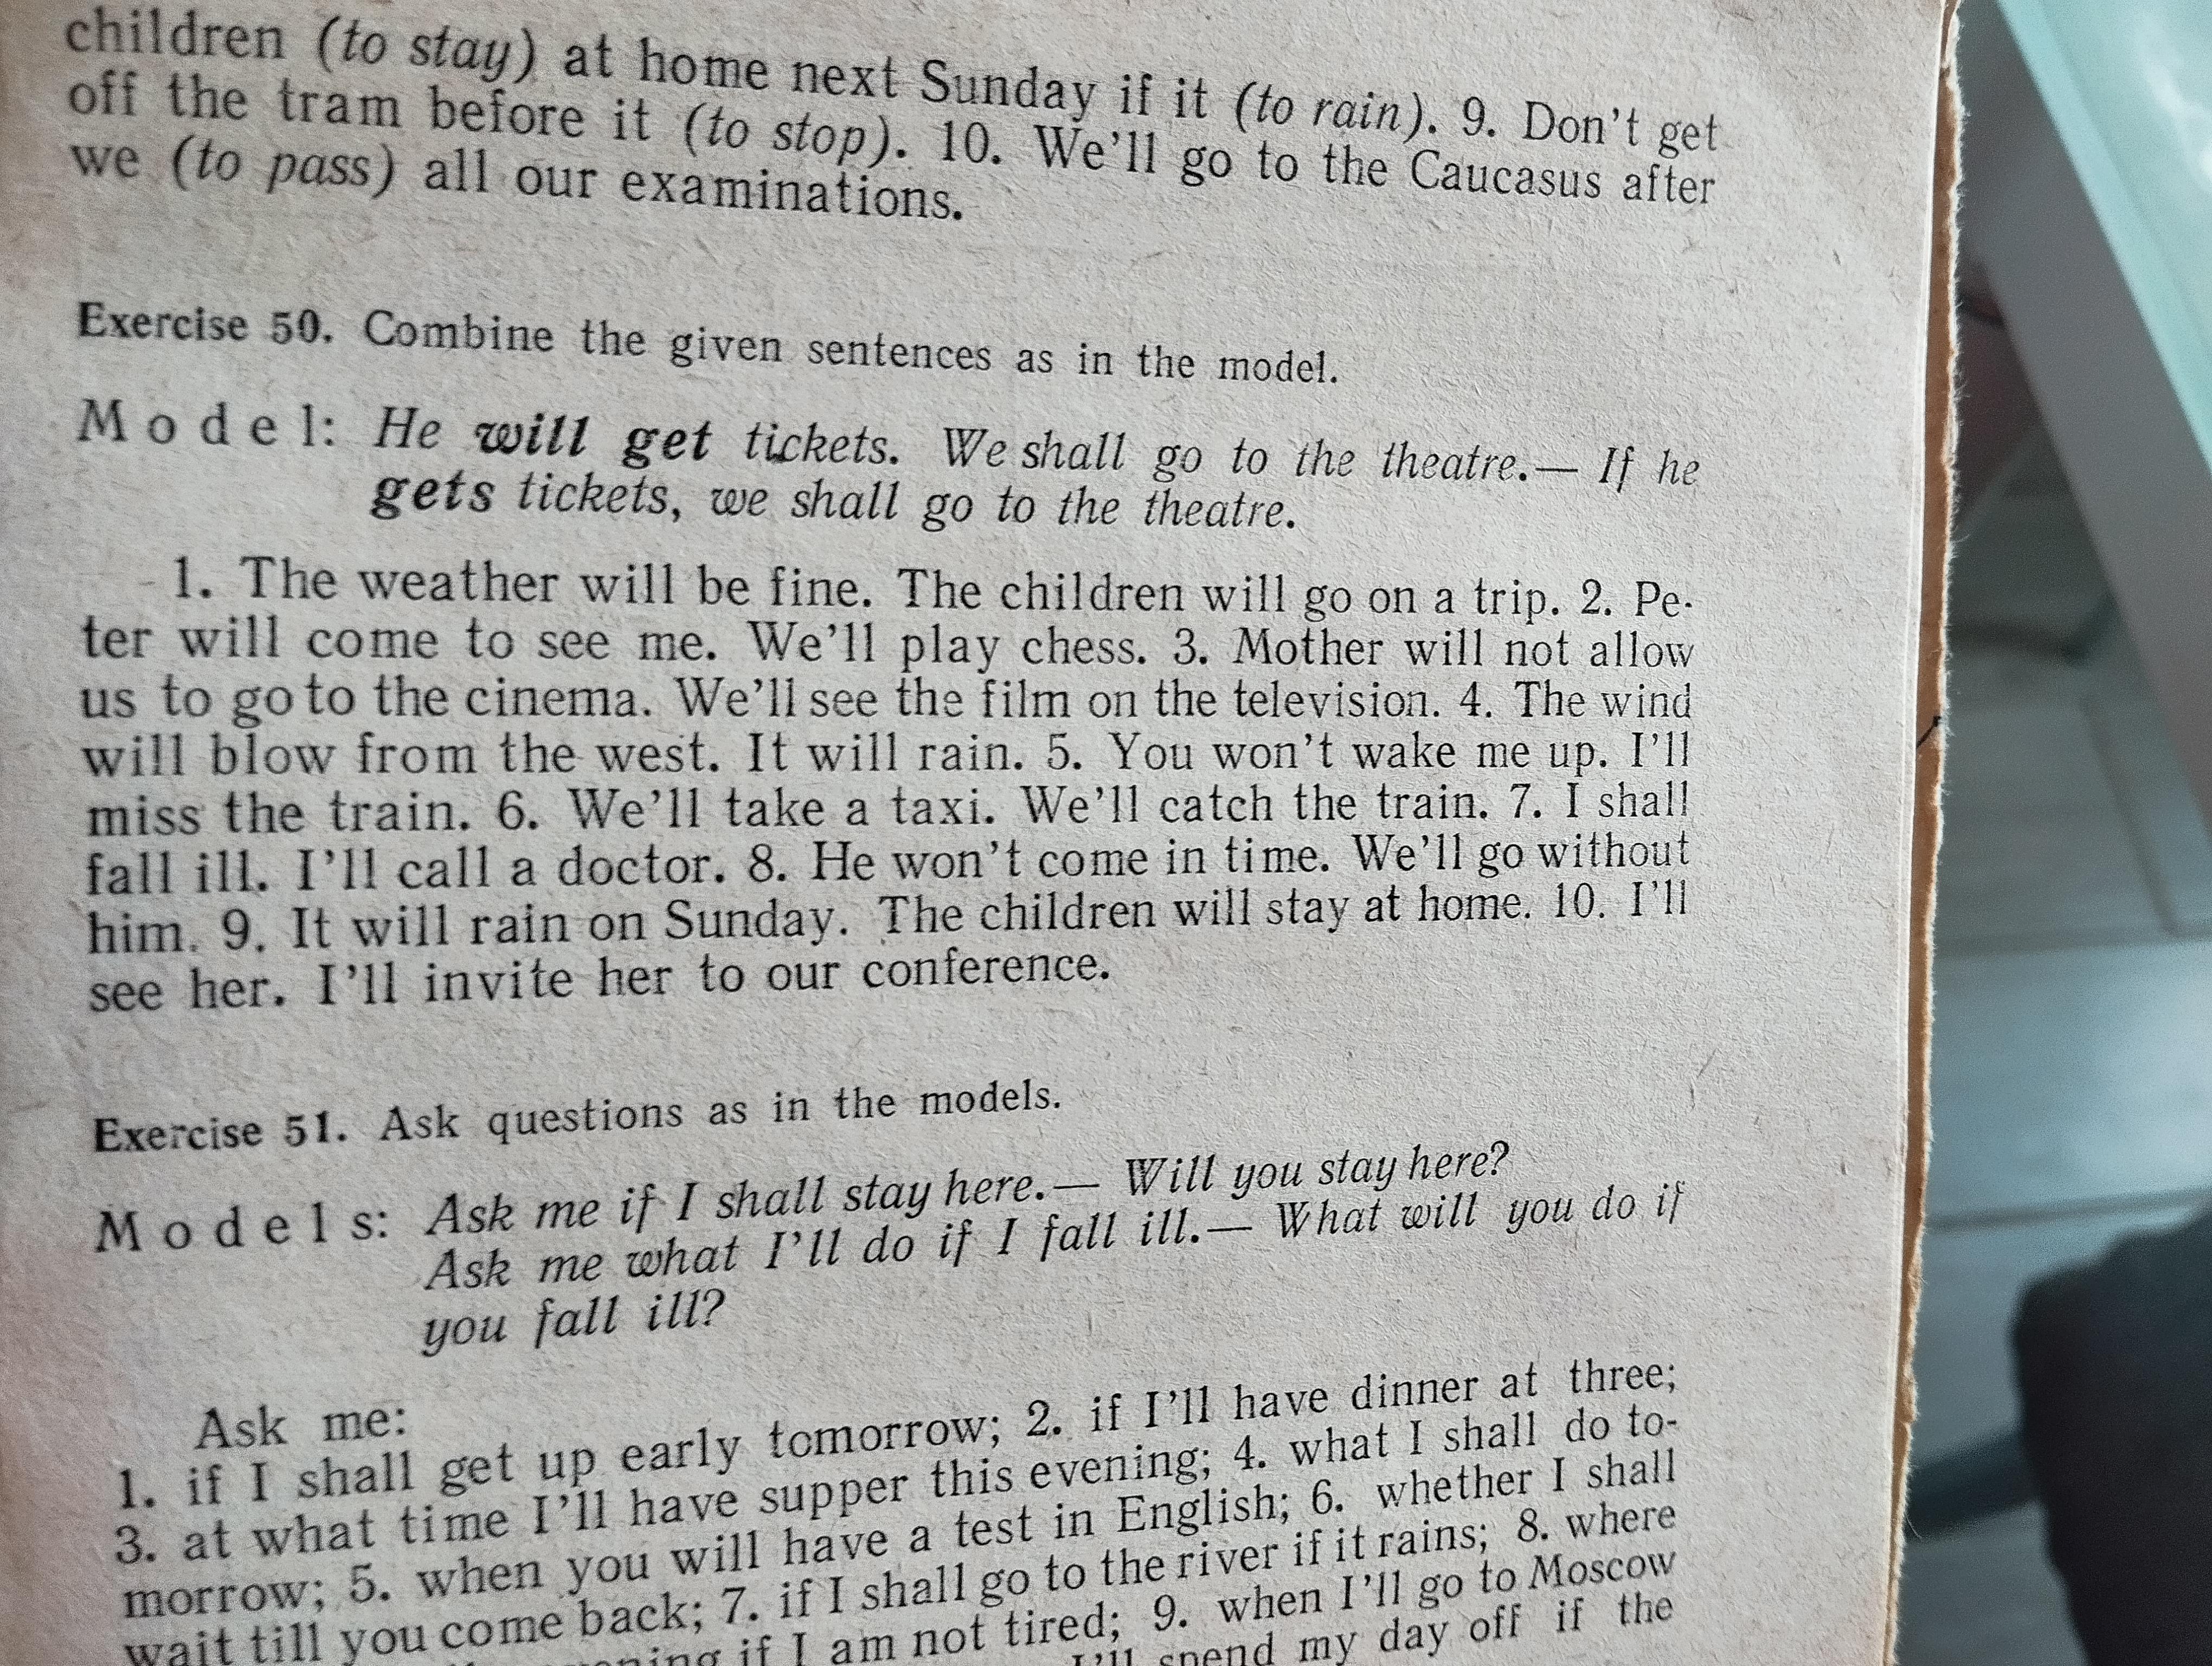 children (to stay) at home next Sunday if it (to rain). 9. Don't get
off the tram before it (to stop). 10. We'll go to the Caucasus after
we (to pass) all our examinations.
Exercise 50. Combine the given sentences as in the model.
Model: He will get tickets. We shall go to the theatre.— If he
gets tickets, we shall go to the theatre.
1. The weather will be fine. The children will go on a trip. 2. Pe-
ter will come to see me. We'll play chess. 3. Mother will not allow
us to go to the cinema. We'll see the film on the television. 4. The wind
will blow from the west. It will rain. 5. You won't wake me up. I'll
miss the train. 6. We'll take a taxi. We'll catch the train. 7. I shall
fall ill. I'll call a doctor. 8. He won't come in time. We'll go without
him. 9. It will rain on Sunday. The children will stay at home. 10. I'll
see her. I'll invite her to our conference.
Exercise 51. Ask questions as in the models.
Models: Ask me if I shall stay here.— Will you stay here?
Ask me what I'll do if I fall ill.— What will you do if
you fall ill?
Ask me:
1. if I shall get up early tomorrow; 2. if I'll have dinner at three;
3. at what time I'll have supper this evening; 4. what I shall do to-
morrow; 5. when you will have a test in English; 6. whether I shall
wait till you come back; 7. if I shall go to the river if it rains; 8. where
if I am not tired; 9. when I'll go to Moscow
I'll spend my day off if the